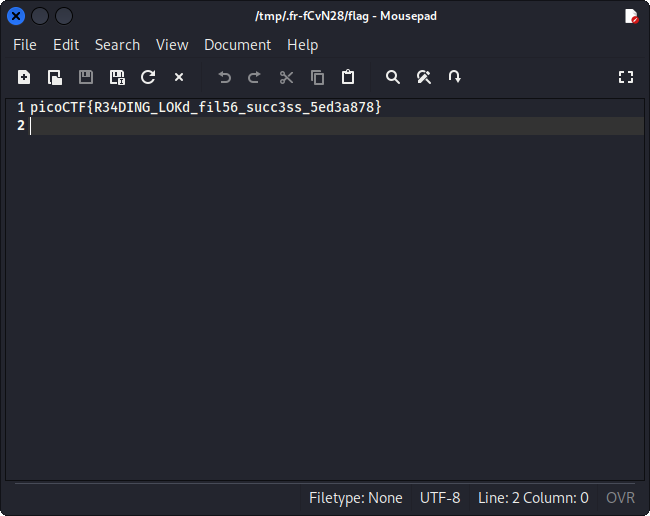 /tmp/.fr-fCvN28/flag - Mousepad
File Edit Search View Document Help
1 picoCTF{R34DING_LOKd_fil56_succ3ss_5ed3a878}
2
Filetype: None UTF-8 Line: 2 Column: 0 OVR